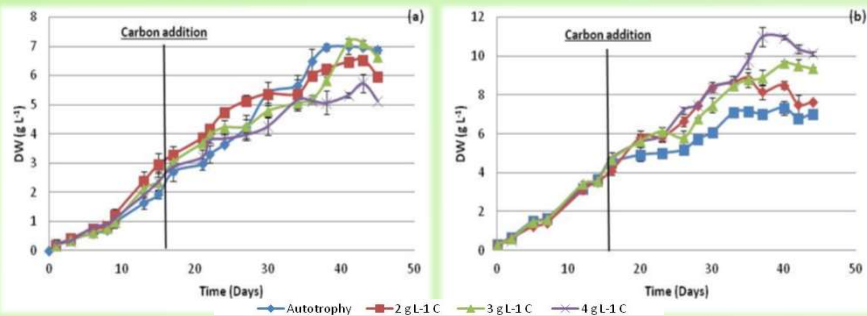 (a)
Carbon addition
DW (g L-1)
8
7
6
5
4
3
2
1
0
0 10 20 30 40 50
Time (Days)
(b)
Carbon addition
DW (g L-1)
12
10
8
6
4
2
0
0 10 20 30 40 50
Time (Days)
Autotrophy 2 g L-1 C 3 g L-1 C 4 g L-1 C